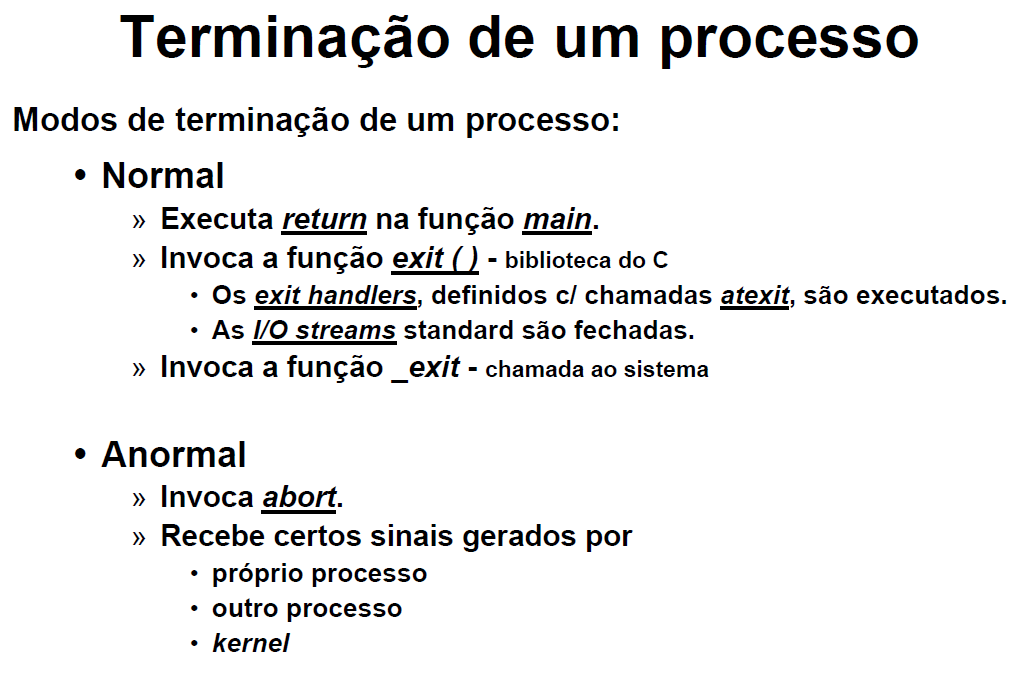 Terminação de um processo
Modos de terminação de um processo:
• Normal
» Executa return na função main.
» Invoca a função exit ( ) - biblioteca do C
• Os exit handlers, definidos c/ chamadas atexit, são executados.
• As I/O streams standard são fechadas.
» Invoca a função _exit - chamada ao sistema
• Anormal
» Invoca abort.
» Recebe certos sinais gerados por
• próprio processo
• outro processo
• kernel